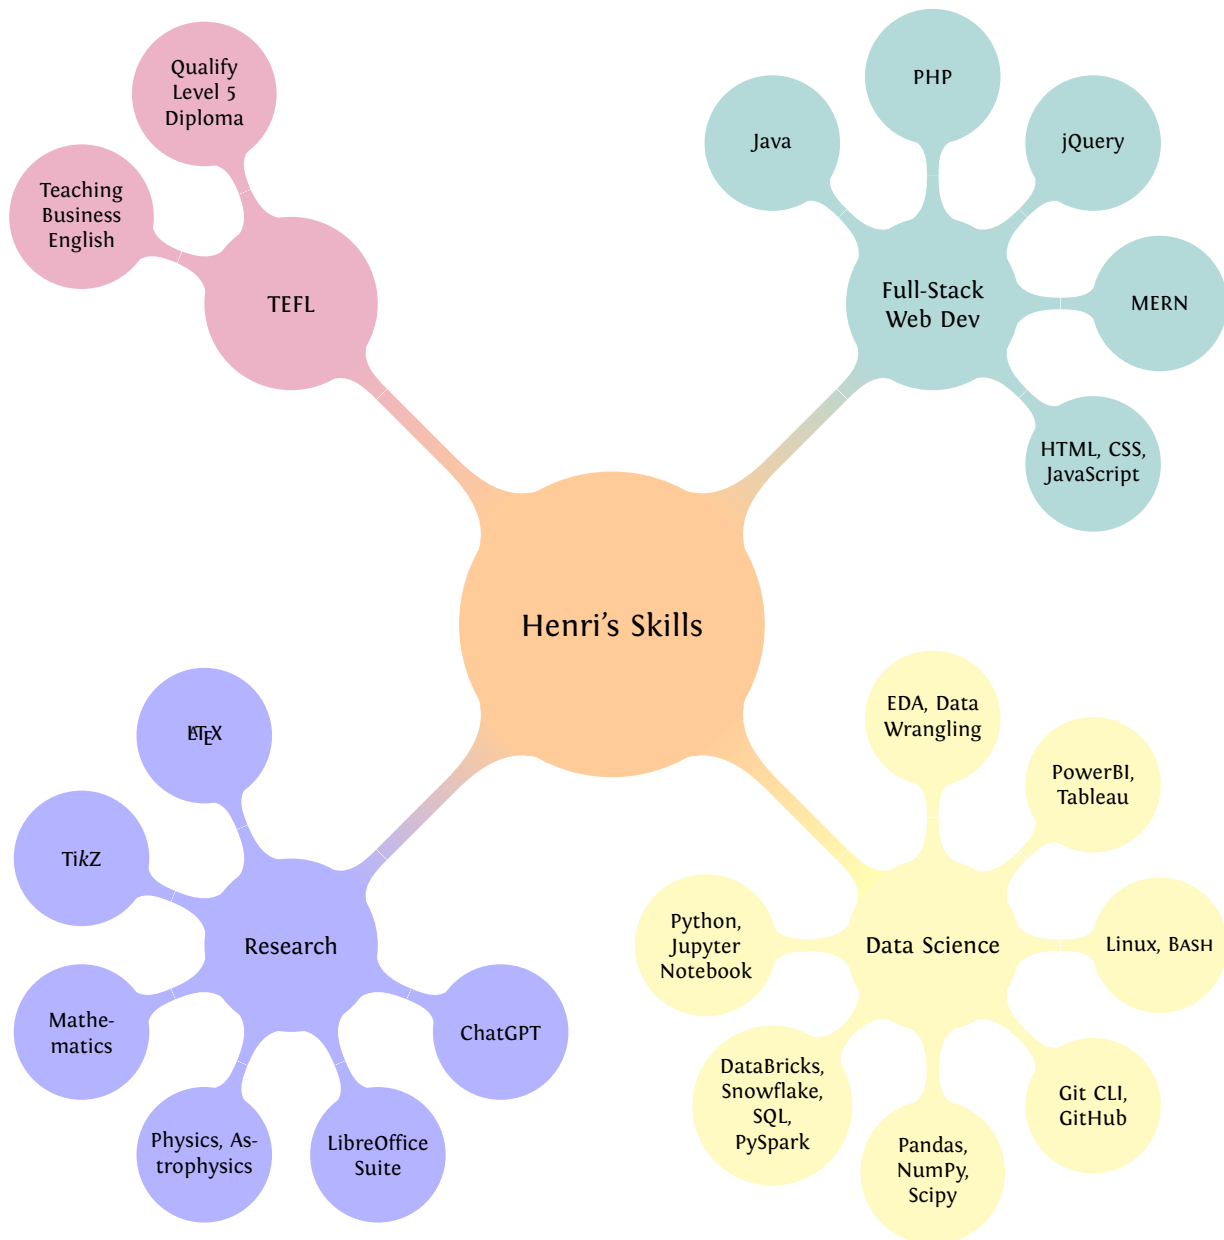 Qualify
Level 5
Diploma
Teaching
Business
English
TEFL
PHP
Java
jQuery
Full-Stack
Web Dev
MERN
HTML, CSS,
JavaScript
Henri's Skills
LATEX
TikZ
Research
Mathe-
matics
ChatGPT
Physics, As-
trophysics
LibreOffice
Suite
EDA, Data
Wrangling
PowerBI,
Tableau
Python,
Jupyter
Notebook
Data Science
Linux, BASH
DataBricks,
Snowflake,
SQL,
PySpark
Git CLI,
GitHub
Pandas,
NumPy,
Scipy